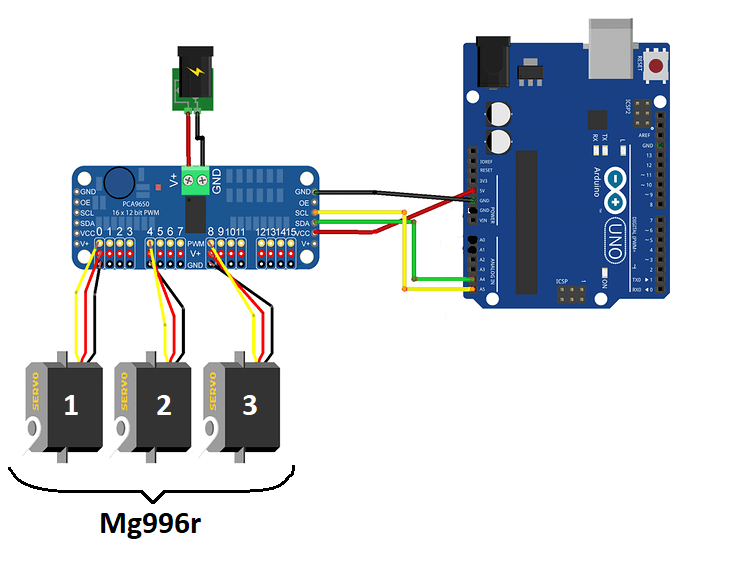 V+
GND
GND
OE
SCL
SDA
VCC
V+
PCA9650
16 x 12 bit PWM
0 1 2 3
4 5 6 7
8 9 10 11
12 13 14 15
PWM
V+
GND
GND
OE
SCL
SDA
VCC
V+
SERVO
1
SERVO
2
SERVO
3
Mg996r
RESET
ICSP2
AREF
GND
13
12
11
10
9
8
7
6
5
4
3
2
TX0 1
RX0 0
RX
TX
L
IOREF
RESET
3V3
5V
GND
GND
VIN
POWER
A0
A1
A2
A3
A4
A5
ANALOG IN
Arduino
UNO
DIGITAL (PWM~)
ON
ICSP
1